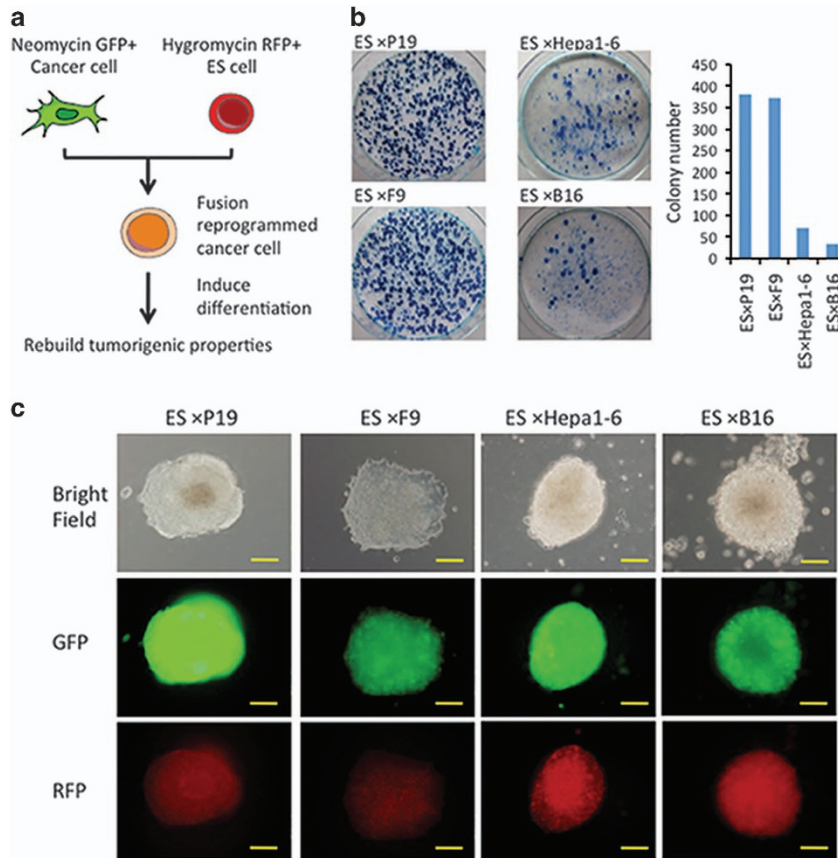 a
Neomycin GFP+
Cancer cell
Hygromycin RFP+
ES cell
Fusion
reprogrammed
cancer cell
Induce
differentiation
Rebuild tumorigenic properties
b
ES ×P19
ES ×Hepa1-6
ES ×F9
ES ×B16
Colony number
450
400
350
300
250
200
150
100
50
0
ES×P19
ES×F9
ES×Hepa1-6
ES×B16
c
ES ×P19
ES ×F9
ES ×Hepa1-6
ES ×B16
Bright
Field
GFP
RFP